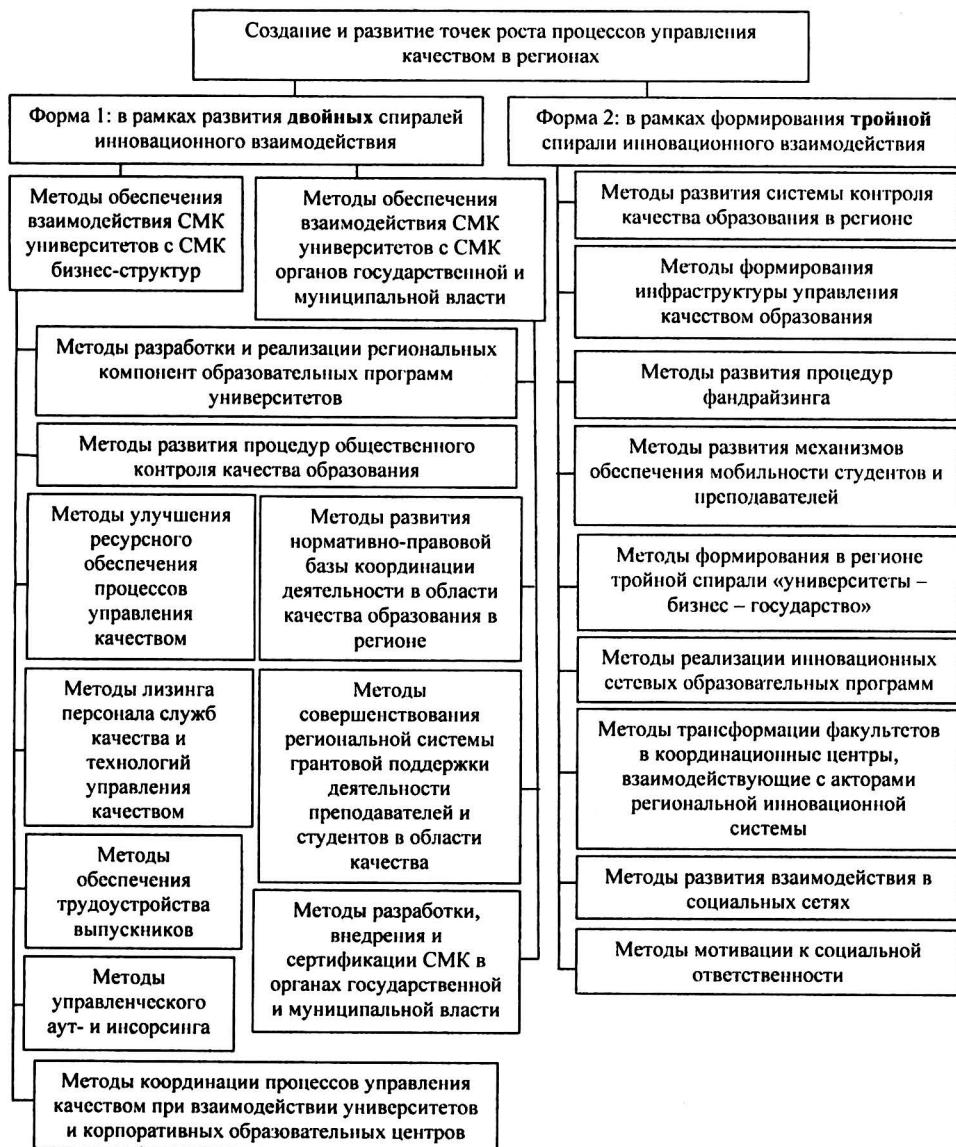 Создание и развитие точек роста процессов управления
качеством в регионах
Форма 1: в рамках развития двойных спиралей
инновационного взаимодействия
Форма 2: в рамках формирования тройной
спирали инновационного взаимодействия
Методы обеспечения
взаимодействия СМК
университетов с СМК
бизнес-структур
Методы обеспечения
взаимодействия СМК
университетов с СМК
органов государственной и
муниципальной власти
Методы разработки и реализации региональных
компонент образовательных программ
университетов
Методы развития процедур общественного
контроля качества образования
Методы улучшения
ресурсного
обеспечения
процессов
управления
качеством
Методы развития
нормативно-правовой
базы координации
деятельности в области
качества образования в
регионе
Методы лизинга
персонала служб
качества и
технологий
управления
качеством
Методы
совершенствования
региональной системы
грантовой поддержки
деятельности
преподавателей и
студентов в области
качества
Методы
обеспечения
трудоустройства
выпускников
Методы разработки,
внедрения и
сертификации СМК в
органах государственной
и муниципальной власти
Методы
управленческого
аут- и инсорсинга
Методы координации процессов управления
качеством при взаимодействии университетов
и корпоративных образовательных центров
Методы развития системы контроля
качества образования в регионе
Методы формирования
инфраструктуры управления
качеством образования
Методы развития процедур
фандрайзинга
Методы развития механизмов
обеспечения мобильности студентов и
преподавателей
Методы формирования в регионе
тройной спирали «университеты –
бизнес – государство»
Методы реализации инновационных
сетевых образовательных программ
Методы трансформации факультетов
в координационные центры,
взаимодействующие с акторами
региональной инновационной
системы
Методы развития взаимодействия в
социальных сетях
Методы мотивации к социальной
ответственности